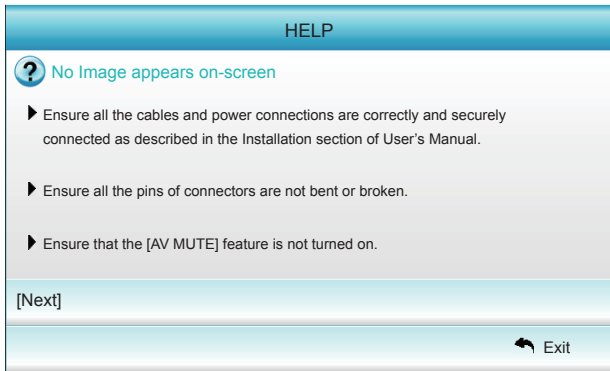 HELP
? No Image appears on-screen
Ensure all the cables and power connections are correctly and securely
connected as described in the Installation section of User's Manual.
Ensure all the pins of connectors are not bent or broken.
Ensure that the [AV MUTE] feature is not turned on.
[Next]
Exit